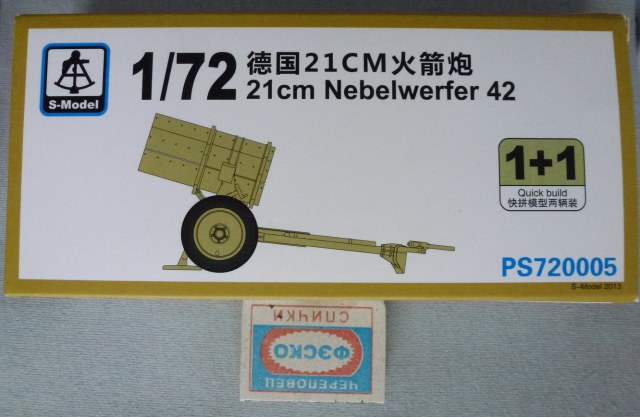 S-Model
1/72
德国21CM火箭炮
21cm Nebelwerfer 42
1+1
Quick build
快拼模型两辆装
PS720005
S-Model 2013
СПИЧКИ
ФЭСКО
ЧЕРЕПОВЕЦ